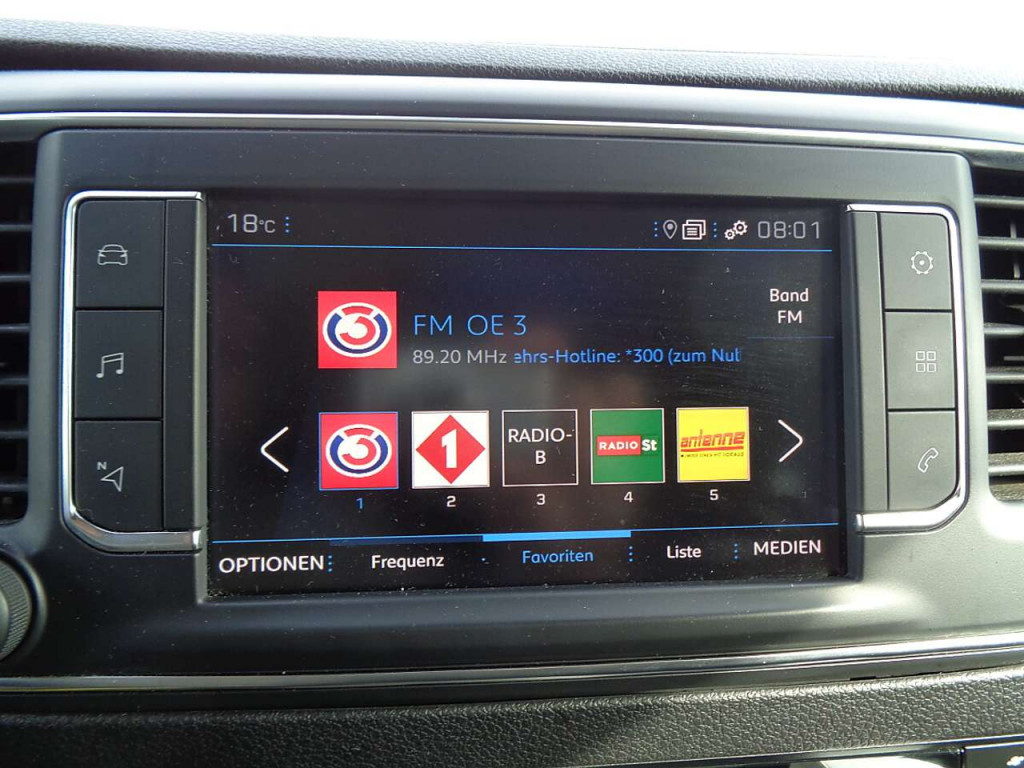 18°C
08:01
Band
FM
FM OE 3
89.20 MHz ehrs-Hotline: *300 (zum Nul
3
1
RADIO-
B
RADIO St
antenne
1
2
3
4
5
OPTIONEN
Frequenz
Favoriten
Liste
MEDIEN
N